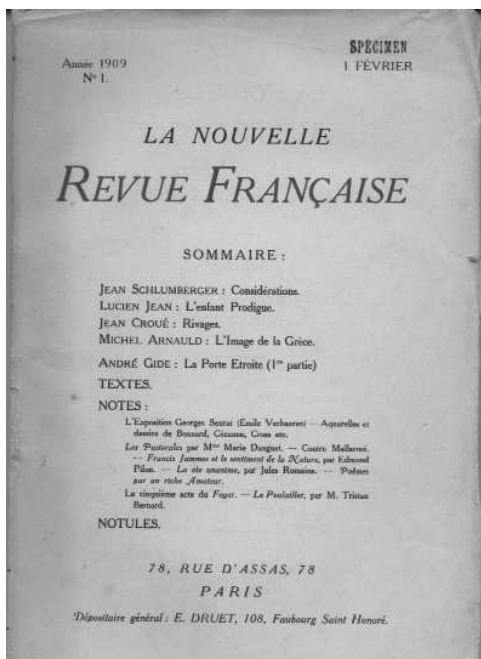 SPÉCIMEN
Année 1909
1 FÉVRIER
Nº 1.
LA NOUVELLE
REVUE FRANÇAISE
SOMMAIRE :
JEAN SCHLUMBERGER : Considérations.
LUCIEN JEAN : L'enfant Prodigue.
JEAN CROUÉ : Rivages.
MICHEL ARNAULD : L'Image de la Grèce.
ANDRÉ GIDE : La Porte Etroite (1re partie)
TEXTES.
NOTES :
L'Exposition Georges Seurat (Emile Verhaeren) — Aquarelles et
dessins de Bonnard, Cézanne, Cross etc.
Les Pastorales par Mme Marie Dauguet. — Contre Mallarmé.
-- Francis Jammes et le sentiment de la Nature, par Edmond
Pilon. — La vie unanime, par Jules Romains. — Poèmes
par un riche Amateur.
Le cinquième acte du Foyer. — Le Poulailler, par M. Tristan
Bernard.
NOTULES.
78, RUE D'ASSAS, 78
PARIS
Dépositaire général : E. DRUET, 108, Faubourg Saint Honoré.